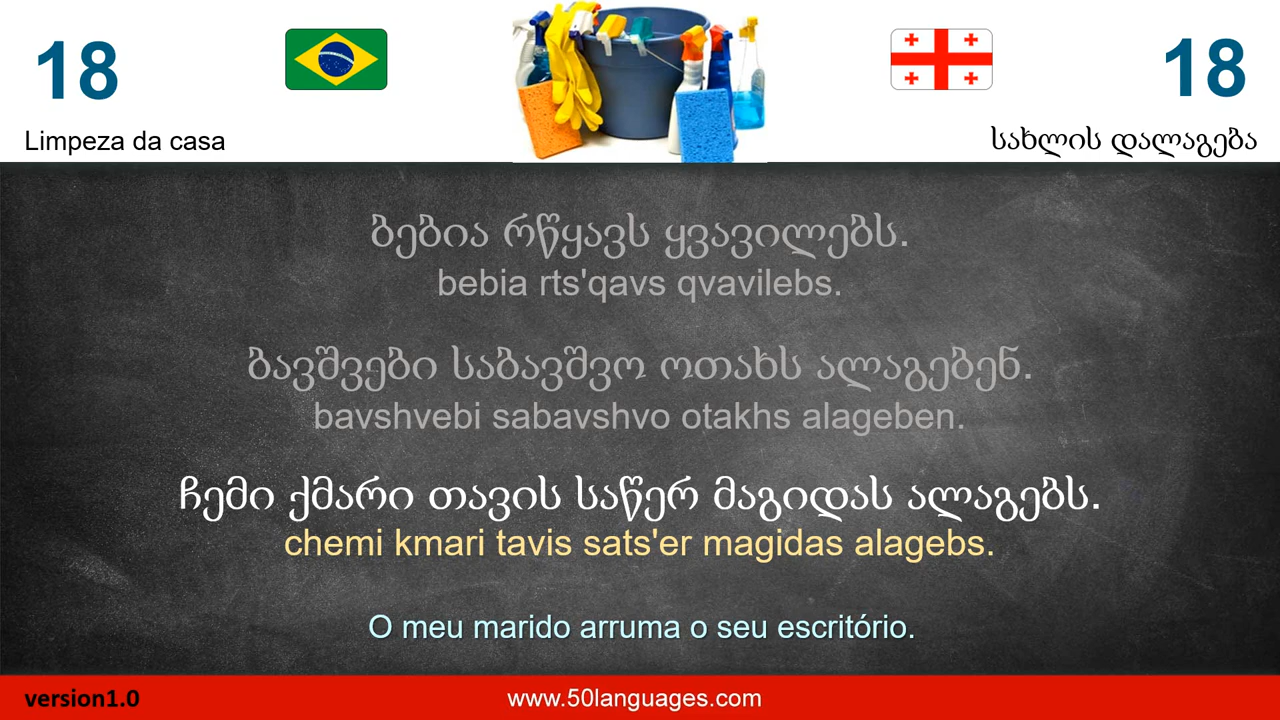 18
18
Limpeza da casa
სახლის დალაგება
ბებია რწყავს ყვავილებს.
bebia rts'qavs qvavilebs.
ბავშვები საბავშვო ოთახს ალაგებენ.
bavshvebi sabavshvo otakhs alageben.
ჩემი ქმარი თავის საწერ მაგიდას ალაგებს.
chemi kmari tavis sats'er magidas alagebs.
O meu marido arruma o seu escritório.
version1.0
www.50languages.com